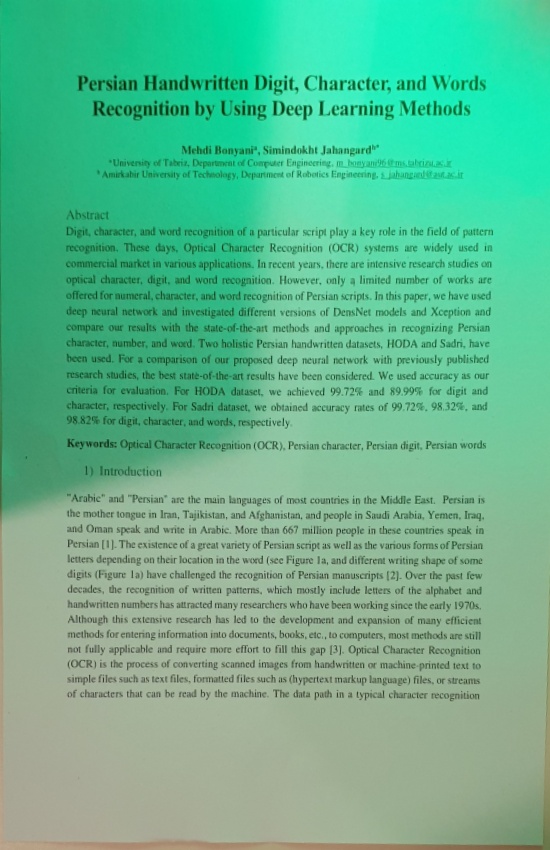 Persian Handwritten Digit, Character, and Words
Recognition by Using Deep Learning Methods
Mehdi Bonyaniᵃ, Simindokht Jahangardᵇ*
ᵃ University of Tabriz, Department of Computer Engineering, m_bonyani96@ms.tabrizu.ac.ir
ᵇ Amirkabir University of Technology, Department of Robotics Engineering, s_jahangard@aut.ac.ir
Abstract
Digit, character, and word recognition of a particular script play a key role in the field of pattern
recognition. These days, Optical Character Recognition (OCR) systems are widely used in
commercial market in various applications. In recent years, there are intensive research studies on
optical character, digit, and word recognition. However, only a limited number of works are
offered for numeral, character, and word recognition of Persian scripts. In this paper, we have used
deep neural network and investigated different versions of DensNet models and Xception and
compare our results with the state-of-the-art methods and approaches in recognizing Persian
character, number, and word. Two holistic Persian handwritten datasets, HODA and Sadri, have
been used. For a comparison of our proposed deep neural network with previously published
research studies, the best state-of-the-art results have been considered. We used accuracy as our
criteria for evaluation. For HODA dataset, we achieved 99.72% and 89.99% for digit and
character, respectively. For Sadri dataset, we obtained accuracy rates of 99.72%, 98.32%, and
98.82% for digit, character, and words, respectively.
Keywords: Optical Character Recognition (OCR), Persian character, Persian digit, Persian words
1) Introduction
"Arabic" and "Persian" are the main languages of most countries in the Middle East. Persian is
the mother tongue in Iran, Tajikistan, and Afghanistan, and people in Saudi Arabia, Yemen, Iraq,
and Oman speak and write in Arabic. More than 667 million people in these countries speak in
Persian [1]. The existence of a great variety of Persian script as well as the various forms of Persian
letters depending on their location in the word (see Figure 1a, and different writing shape of some
digits (Figure 1a) have challenged the recognition of Persian manuscripts [2]. Over the past few
decades, the recognition of written patterns, which mostly include letters of the alphabet and
handwritten numbers has attracted many researchers who have been working since the early 1970s.
Although this extensive research has led to the development and expansion of many efficient
methods for entering information into documents, books, etc., to computers, most methods are still
not fully applicable and require more effort to fill this gap [3]. Optical Character Recognition
(OCR) is the process of converting scanned images from handwritten or machine-printed text to
simple files such as text files, formatted files such as (hypertext markup language) files, or streams
of characters that can be read by the machine. The data path in a typical character recognition